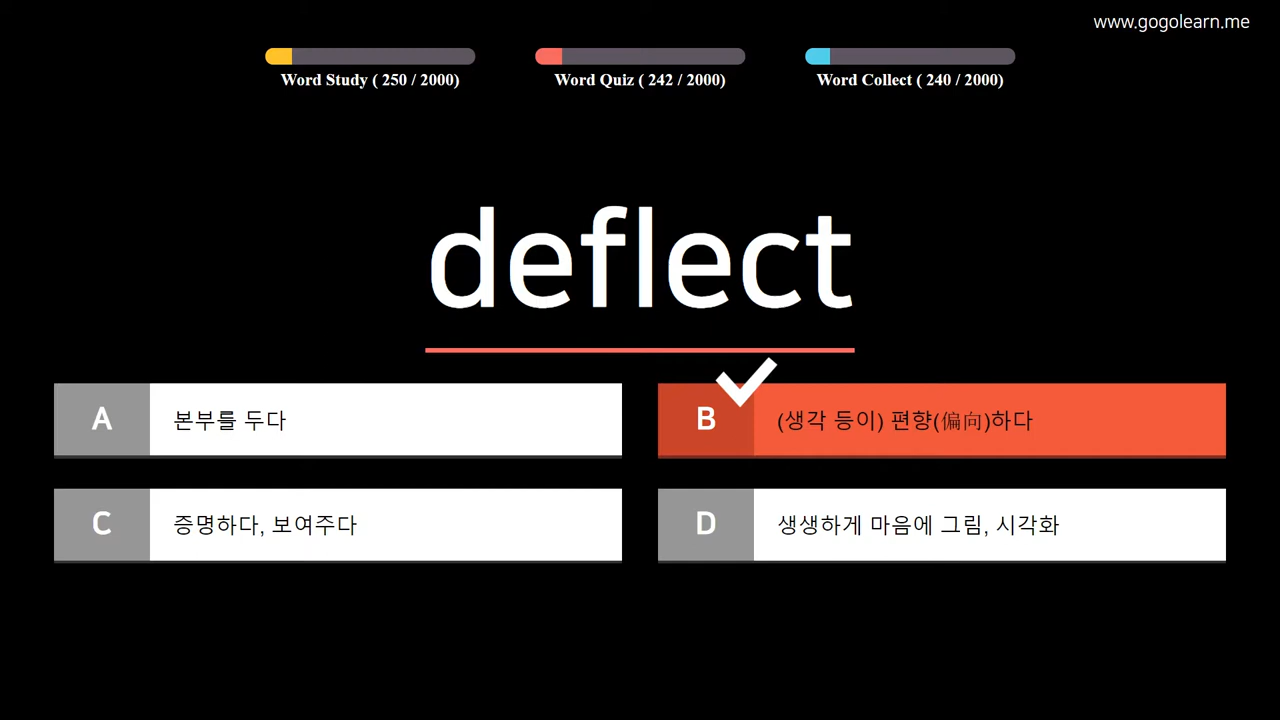 www.gogolearn.me
Word Study ( 250 / 2000)
Word Quiz ( 242 / 2000)
Word Collect ( 240 / 2000)
deflect
A 본부를 두다
B (생각 등이) 편향(偏向)하다
C 증명하다, 보여주다
D 생생하게 마음에 그림, 시각화